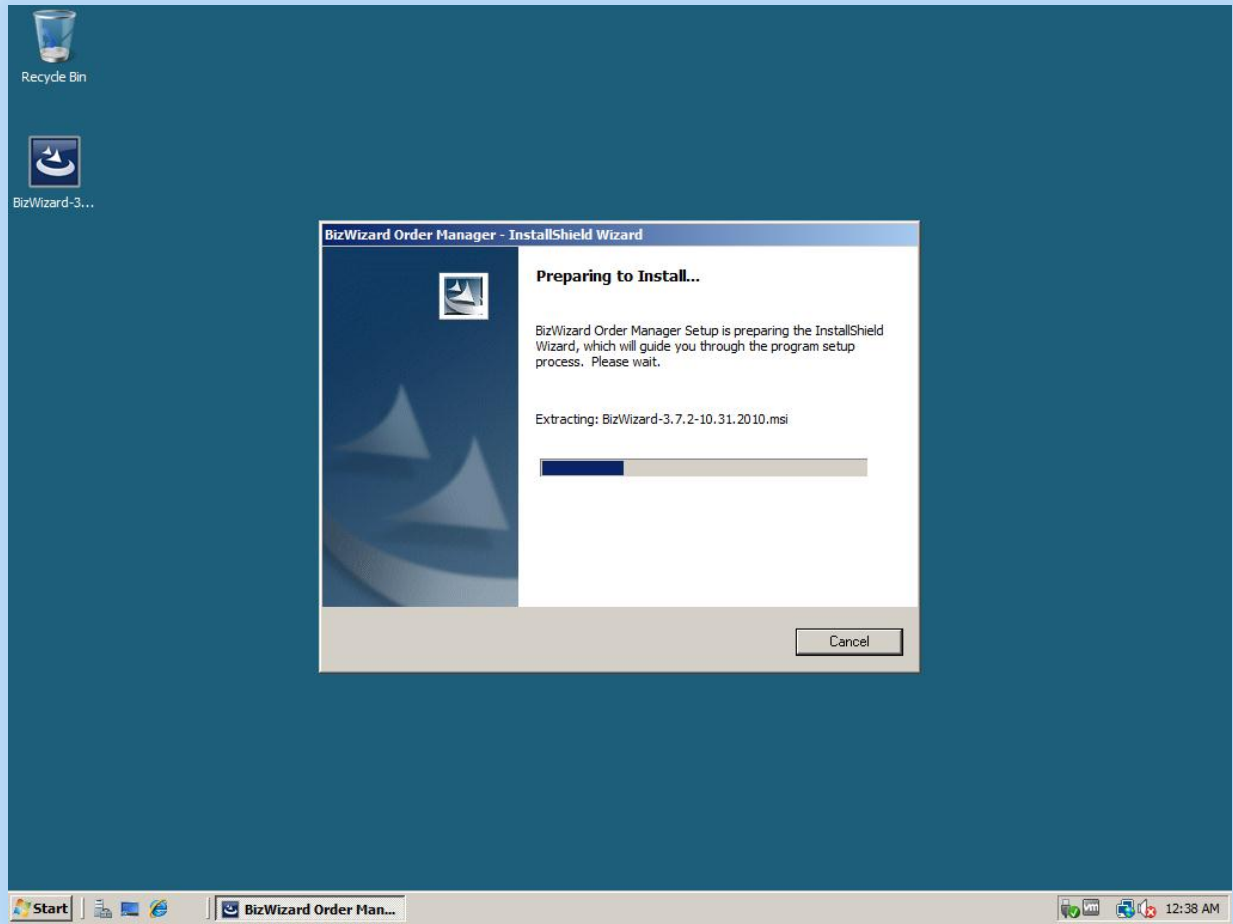 Recycle Bin
BizWizard-3...
BizWizard Order Manager - InstallShield Wizard
Preparing to Install...
BizWizard Order Manager Setup is preparing the InstallShield
Wizard, which will guide you through the program setup
process. Please wait.
Extracting: BizWizard-3.7.2-10.31.2010.msi
Cancel
Start
BizWizard Order Man...
vm
12:38 AM